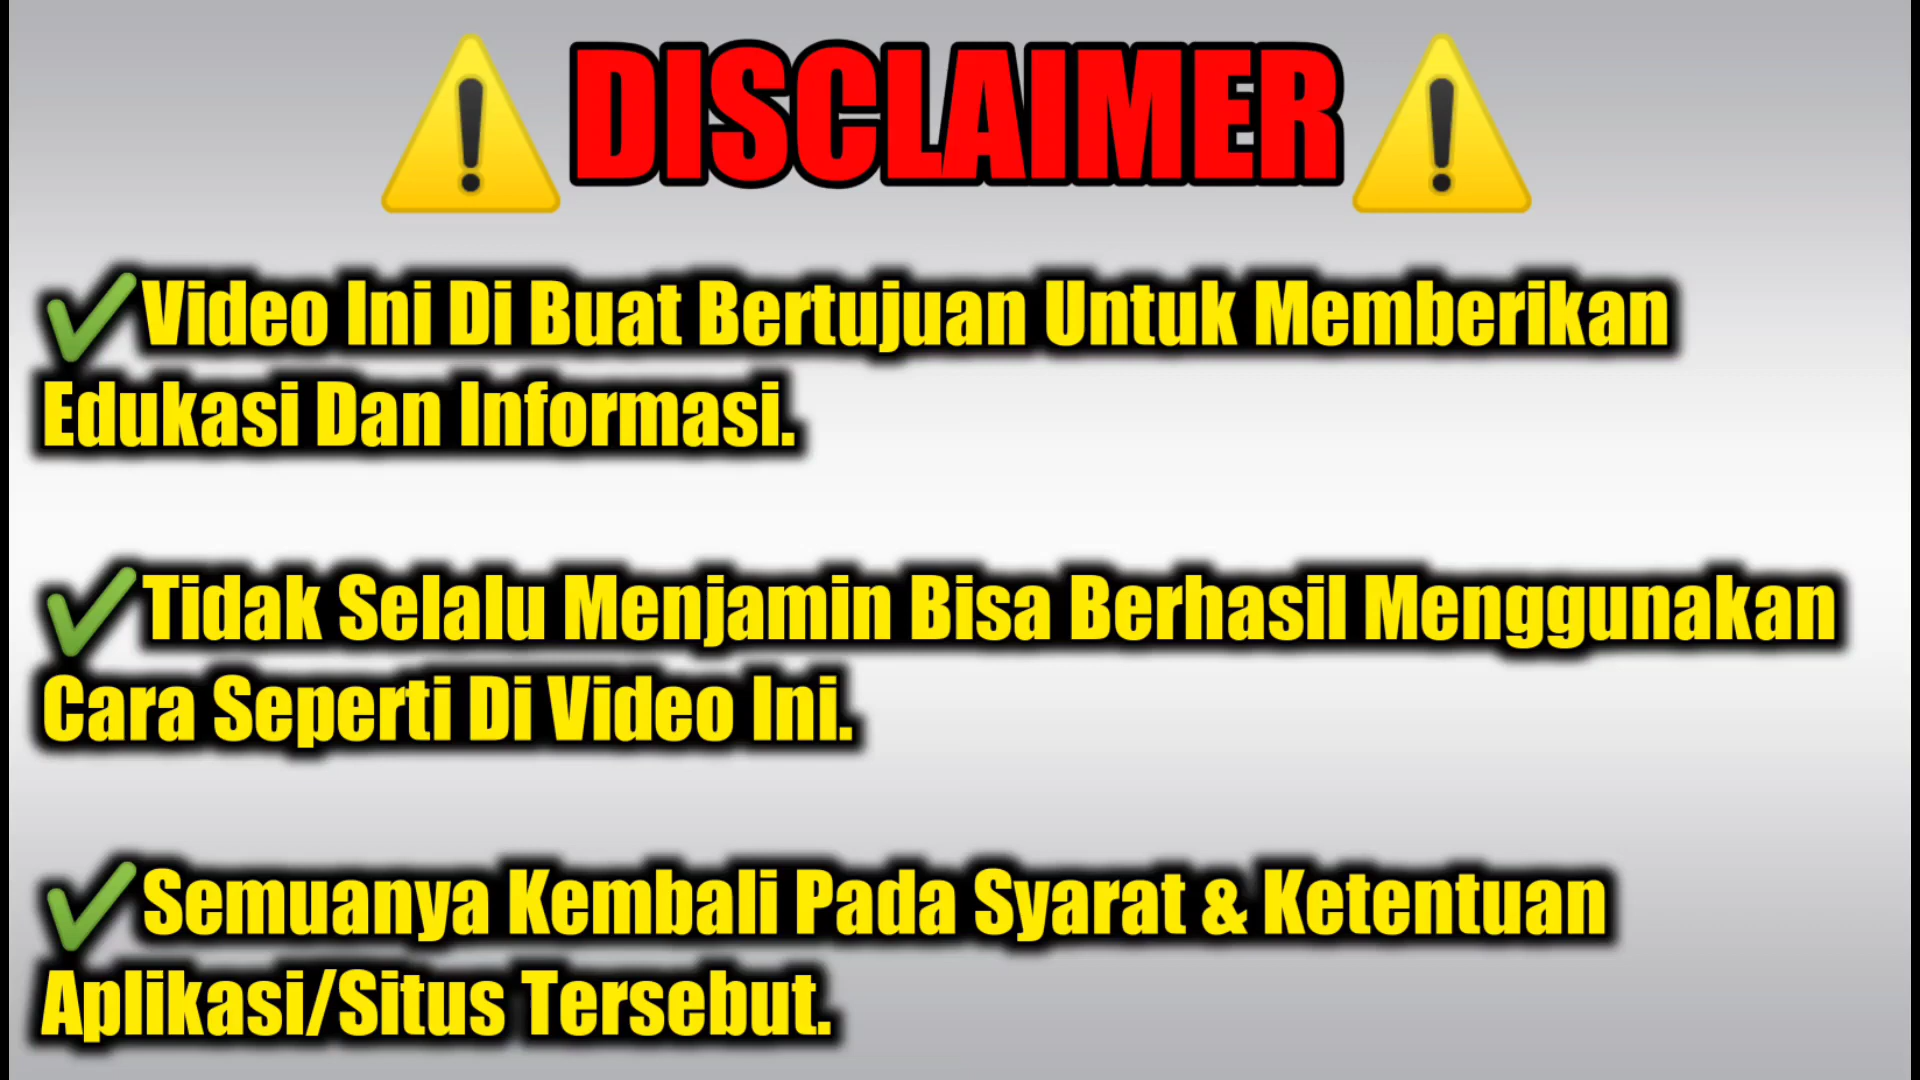 ⚠️DISCLAIMER⚠️
✔️Video Ini Di Buat Bertujuan Untuk Memberikan
Edukasi Dan Informasi.
✔️Tidak Selalu Menjamin Bisa Berhasil Menggunakan
Cara Seperti Di Video Ini.
✔️Semuanya Kembali Pada Syarat & Ketentuan
Aplikasi/Situs Tersebut.